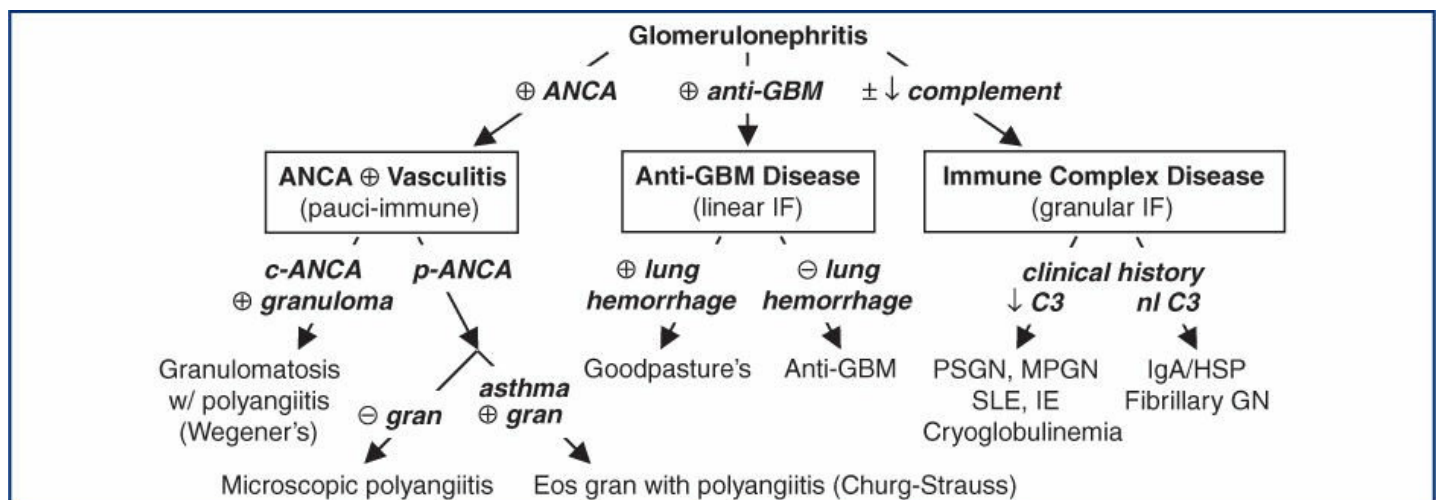 Glomerulonephritis
⊕ ANCA
⊕ anti-GBM
± ↓ complement
ANCA ⊕ Vasculitis
(pauci-immune)
Anti-GBM Disease
(linear IF)
Immune Complex Disease
(granular IF)
c-ANCA
⊕ granuloma
p-ANCA
⊕ lung
hemorrhage
⊖ lung
hemorrhage
clinical history
↓ C3
nl C3
Granulomatosis
w/ polyangiitis
(Wegener's)
⊖ gran
asthma
⊕ gran
Goodpasture's
Anti-GBM
PSGN, MPGN
SLE, IE
Cryoglobulinemia
IgA/HSP
Fibrillary GN
Microscopic polyangiitis
Eos gran with polyangiitis (Churg-Strauss)